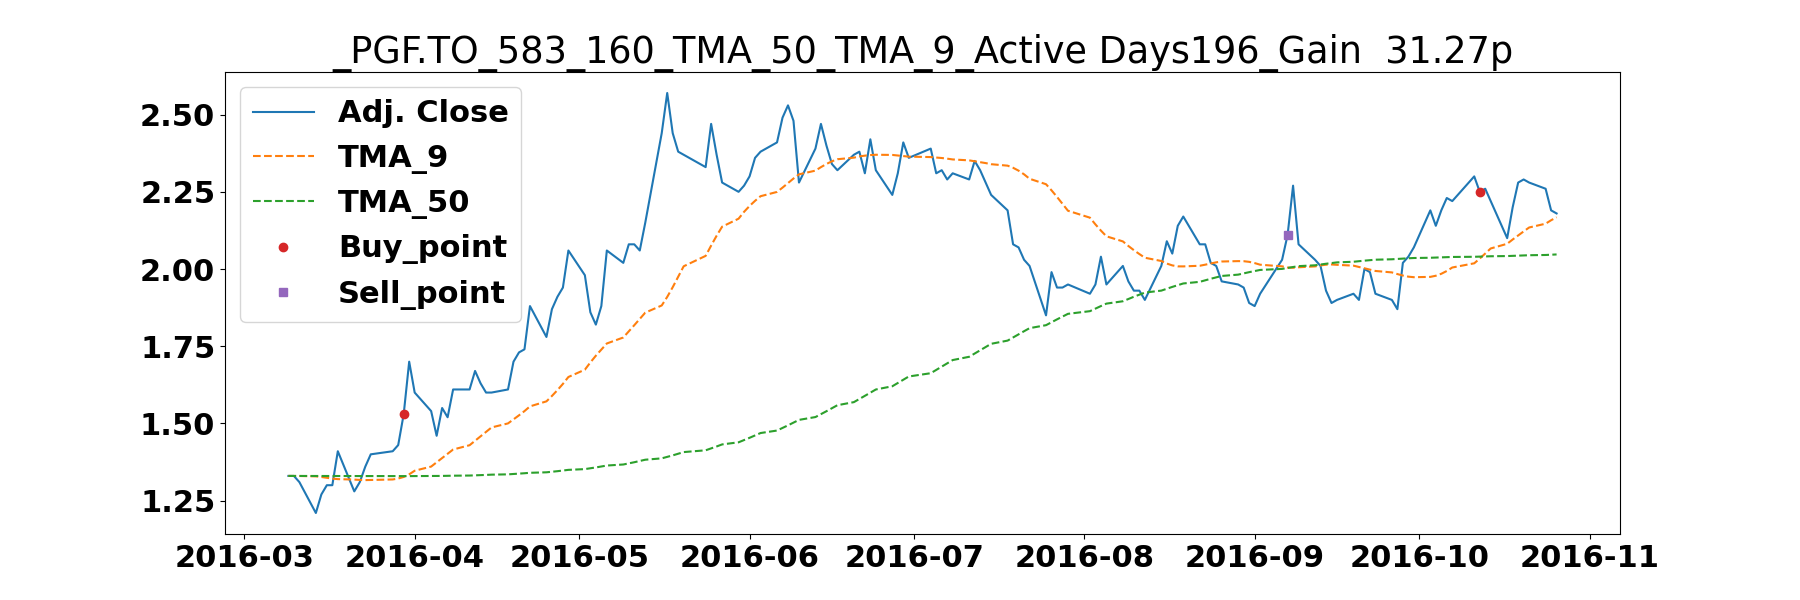 _PGF.TO_583_160_TMA_50_TMA_9_Active Days196_Gain  31.27p
Adj. Close
TMA_9
TMA_50
Buy_point
Sell_point
2.50
2.25
2.00
1.75
1.50
1.25
2016-03 2016-04 2016-05 2016-06 2016-07 2016-08 2016-09 2016-10 2016-11